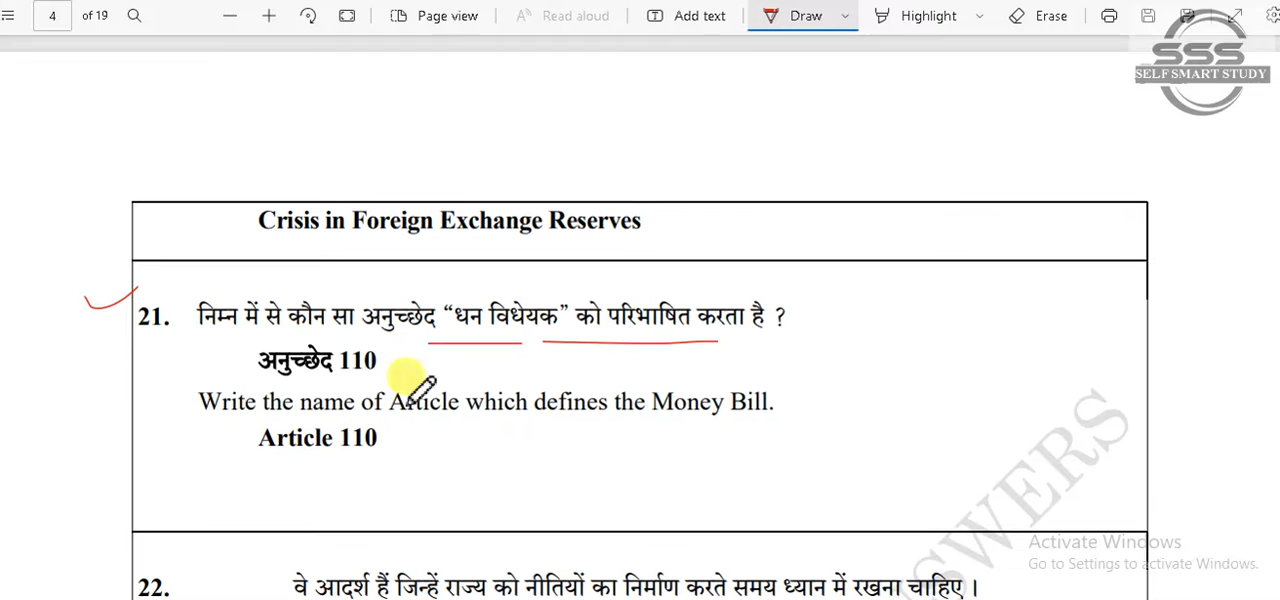 4 of 19 Page view Read aloud Add text Draw Highlight Erase
SSS
SELF SMART STUDY
Crisis in Foreign Exchange Reserves
21. निम्न में से कौन सा अनुच्छेद “धन विधेयक” को परिभाषित करता है ?
अनुच्छेद 110
Write the name of Article which defines the Money Bill.
Article 110
SWERS
Activate Windows
Go to Settings to activate Windows.
22. वे आदर्श हैं जिन्हें राज्य को नीतियों का निर्माण करते समय ध्यान में रखना चाहिए।